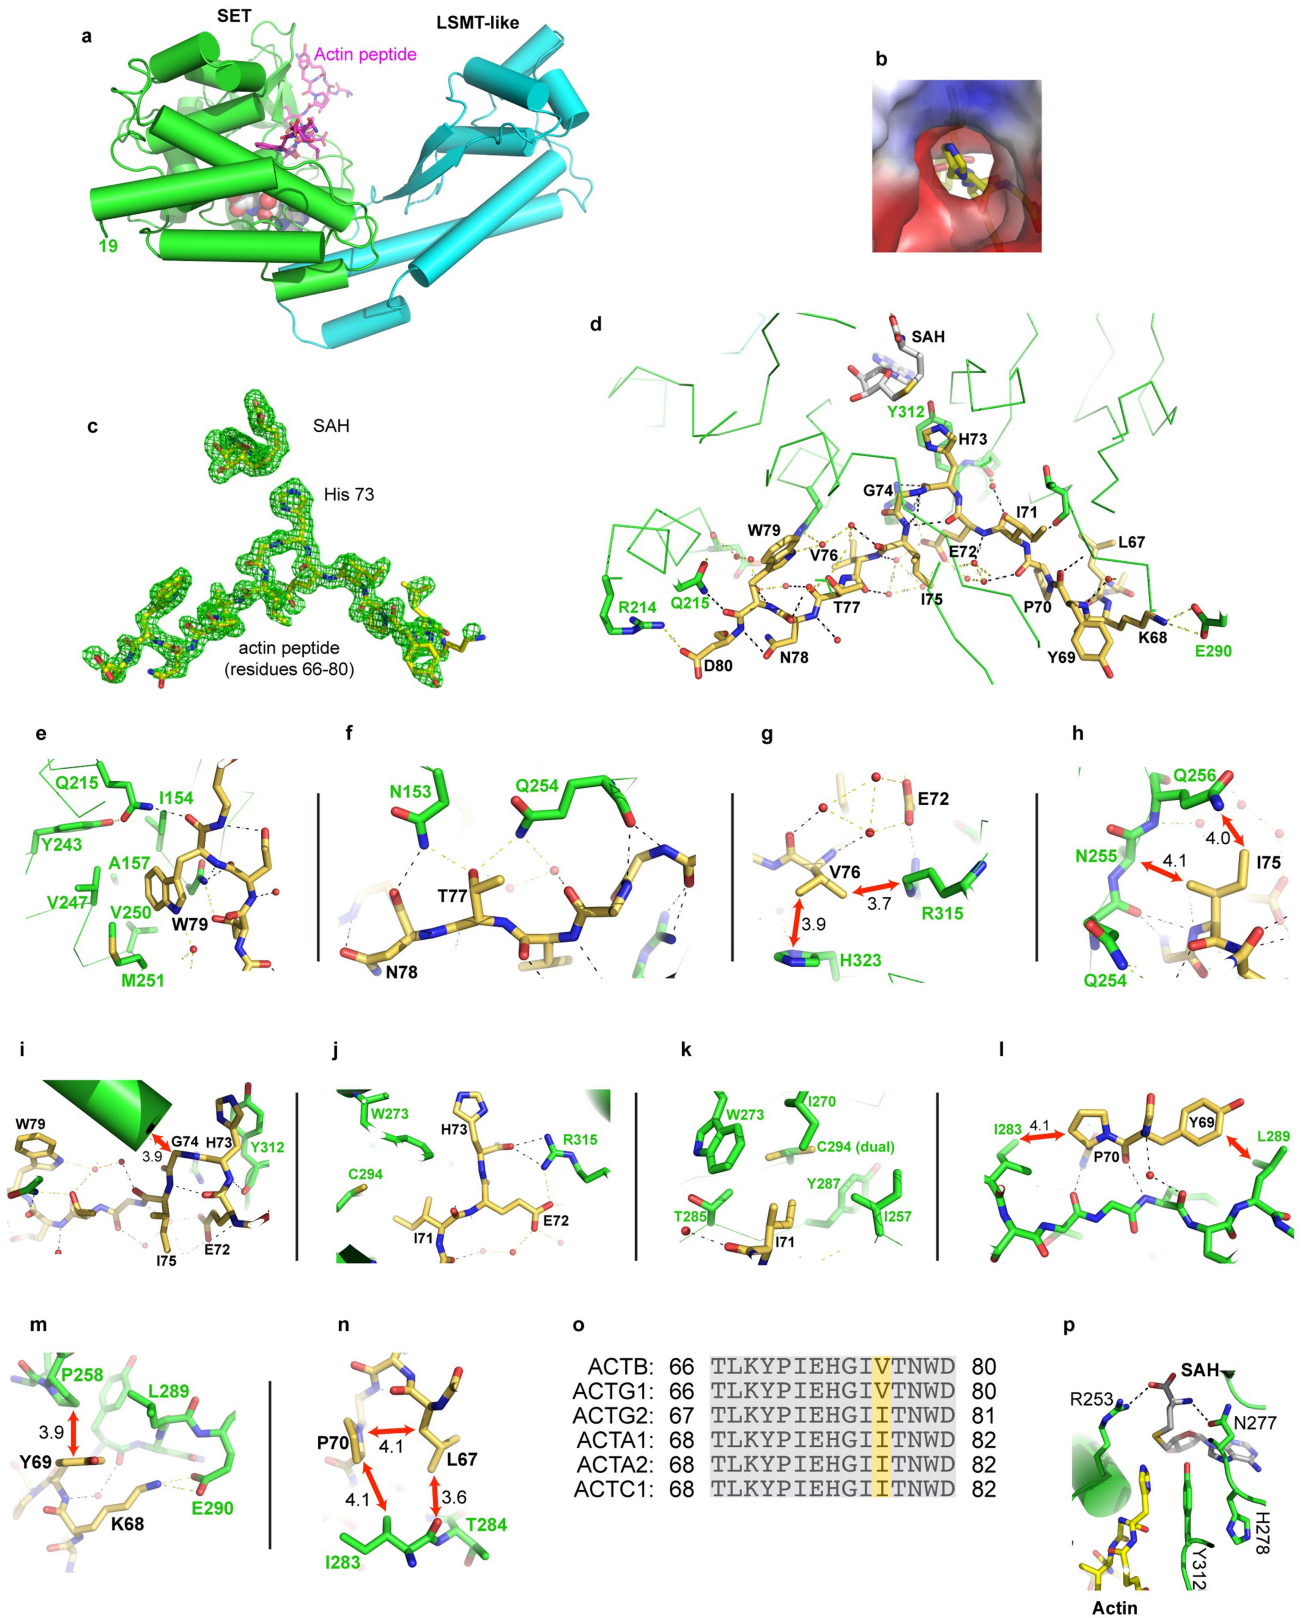 a
SET
LSMT-like
Actin peptide
19
b
c
SAH
His 73
actin peptide
(residues 66-80)
d
SAH
Y312
H73
G74
I71
W79
V76
E72
L67
Q215
R214
T77
I75
P70
K68
D80
N78
Y69
E290
e
Q215
I154
Y243
A157
V247
V250
W79
M251
f
N153
Q254
T77
N78
g
E72
V76
3.7
R315
3.9
H323
h
Q256
4.0
N255
I75
4.1
Q254
i
W79
G74
H73
Y312
3.9
E72
I75
j
W273
H73
R315
C294
E72
I71
k
I270
W273
C294 (dual)
Y287
T285
I257
I71
l
I283
4.1
Y69
L289
P70
m
P258
L289
3.9
Y69
E290
K68
n
P70
4.1
L67
4.1
3.6
T284
I283
o
ACTB: 66 TLKYPIEHGIVTNWD 80
ACTG1: 66 TLKYPIEHGIVTNWD 80
ACTG2: 67 TLKYPIEHGIITNWD 81
ACTA1: 68 TLKYPIEHGIITNWD 82
ACTA2: 68 TLKYPIEHGIITNWD 82
ACTC1: 68 TLKYPIEHGIITNWD 82
p
SAH
R253
N277
H278
Y312
Actin